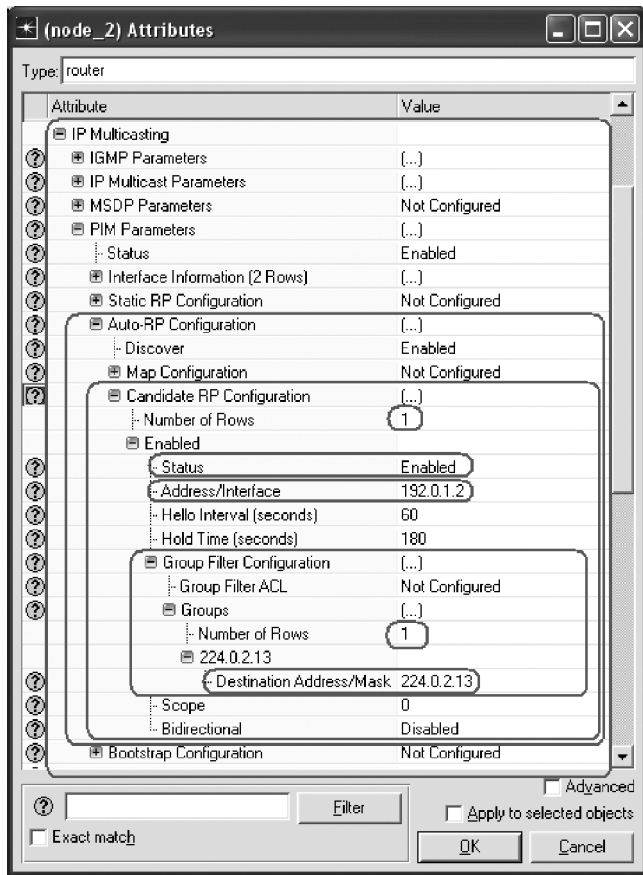 (node_2) Attributes
Type: router
Attribute Value
IP Multicasting
IGMP Parameters (...)
IP Multicast Parameters (...)
MSDP Parameters Not Configured
PIM Parameters (...)
Status Enabled
Interface Information (2 Rows) (...)
Static RP Configuration Not Configured
Auto-RP Configuration (...)
Discover Enabled
Map Configuration Not Configured
Candidate RP Configuration (...)
Number of Rows 1
Enabled
Status Enabled
Address/Interface 192.0.1.2
Hello Interval (seconds) 60
Hold Time (seconds) 180
Group Filter Configuration (...)
Group Filter ACL Not Configured
Groups (...)
Number of Rows 1
224.0.2.13
Destination Address/Mask 224.0.2.13
Scope 0
Bidirectional Disabled
Bootstrap Configuration Not Configured
Advanced
Filter
Apply to selected objects
Exact match
OK Cancel